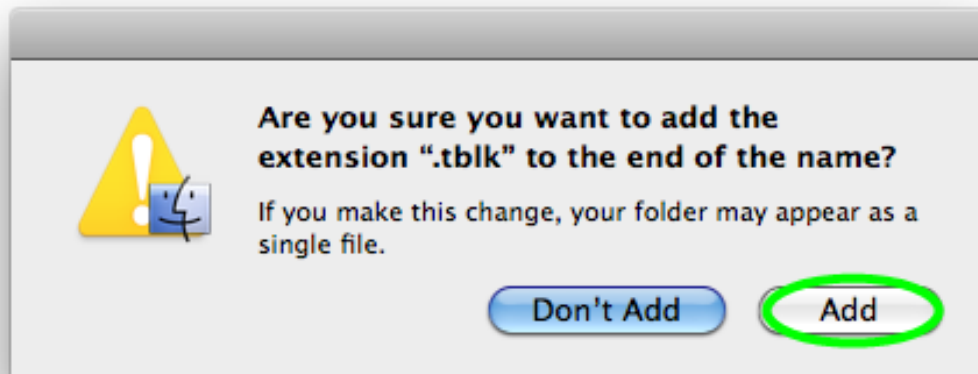 Are you sure you want to add the
extension “.tblk” to the end of the name?
If you make this change, your folder may appear as a
single file.
Don't Add
Add